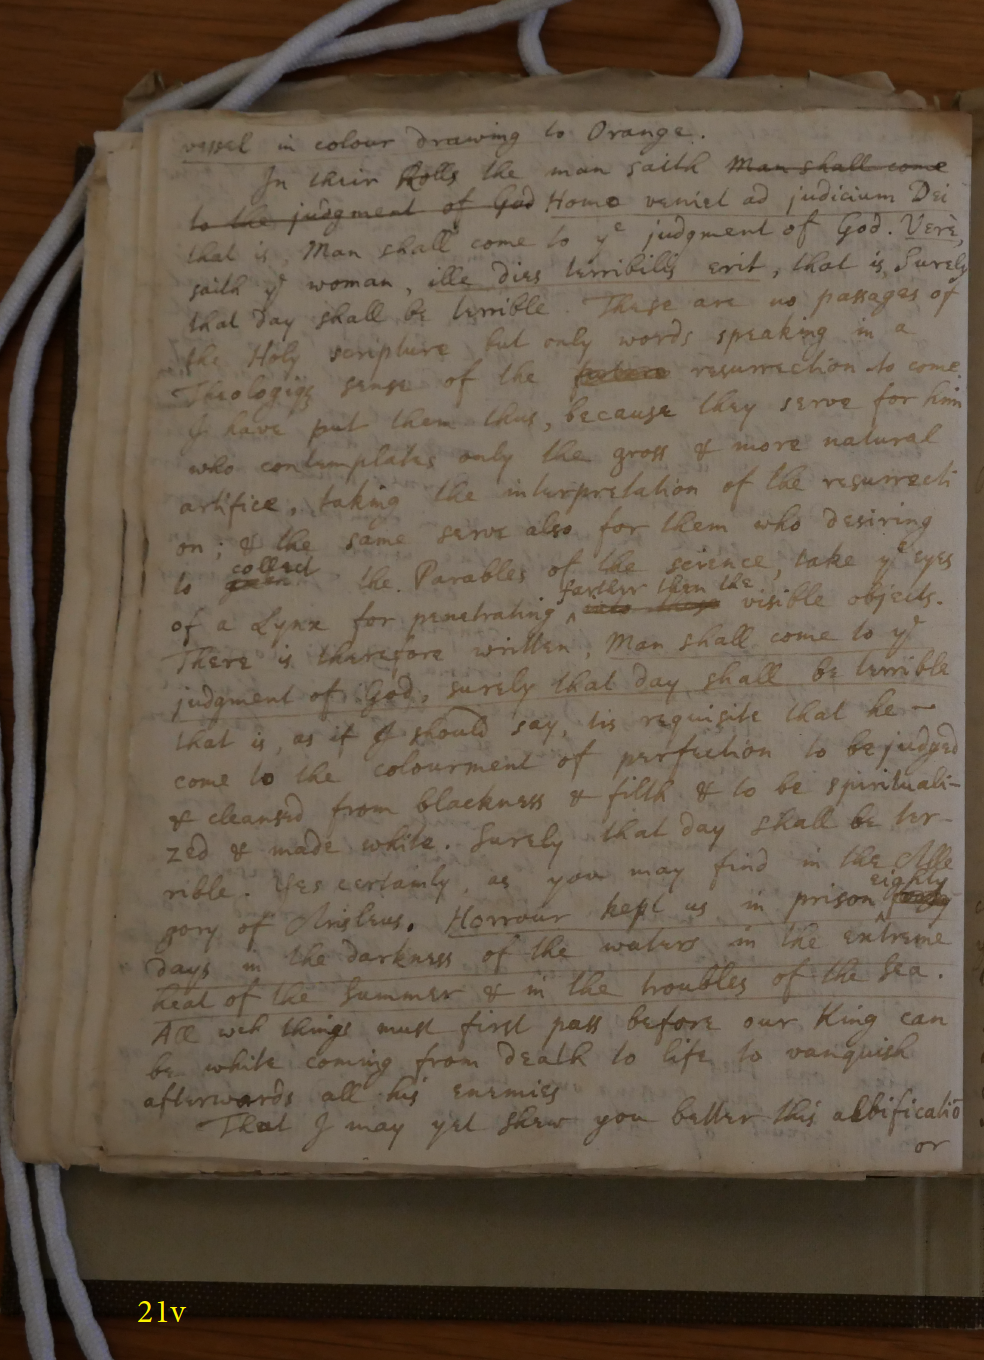 vessel in colour drawing to Orange.
In their Rolls the man saith Man shall come
to the judgment of God Homo veniet ad judicium Dei
that is, Man shall come to ye judgment of God. Verè,
saith ye woman, ille dies terribilis erit, that is, Surely
that day shall be terrible. These are no passages of
the Holy scripture but only words speaking in a
Theologiq sense of the future resurrection to come
I have put them thus, because they serve for him
who contemplates only the gross & more natural
artifice, taking the interpretation of the resurrecti
on; & the same serve also for them who desiring
to collect the Parables of the science, take ye eyes
of a Lynx for penetrating farther then the visible objects.
There is therefore written, Man shall come to ye
judgment of God, surely that day shall be terrible
that is, as if I should say, tis requisite that he
come to the colourment of perfection to be judged
& cleansed from blackness & filth & to be spirituali-
zed & made white. Surely that day shall be ter-
rible. Yes certainly, as you may find in the Alle
gory of Aristeus. Horrour kept us in prison eighty
days in the darkness of the waters in the extreme
heat of the Summer & in the troubles of the Sea.
All wch things must first pass before our King can
be white coming from death to life to vanquish
afterwards all his enemies
That I may yet shew you better this albificatiō
or
21v